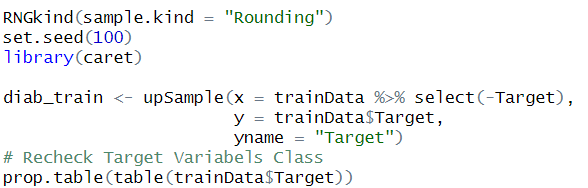 RNGkind(sample.kind = "Rounding")
set.seed(100)
library(caret)
diab_train <- upSample(x = trainData %>% select(-Target),
y = trainData$Target,
yname = "Target")
# Recheck Target Variabels Class
prop.table(table(trainData$Target))